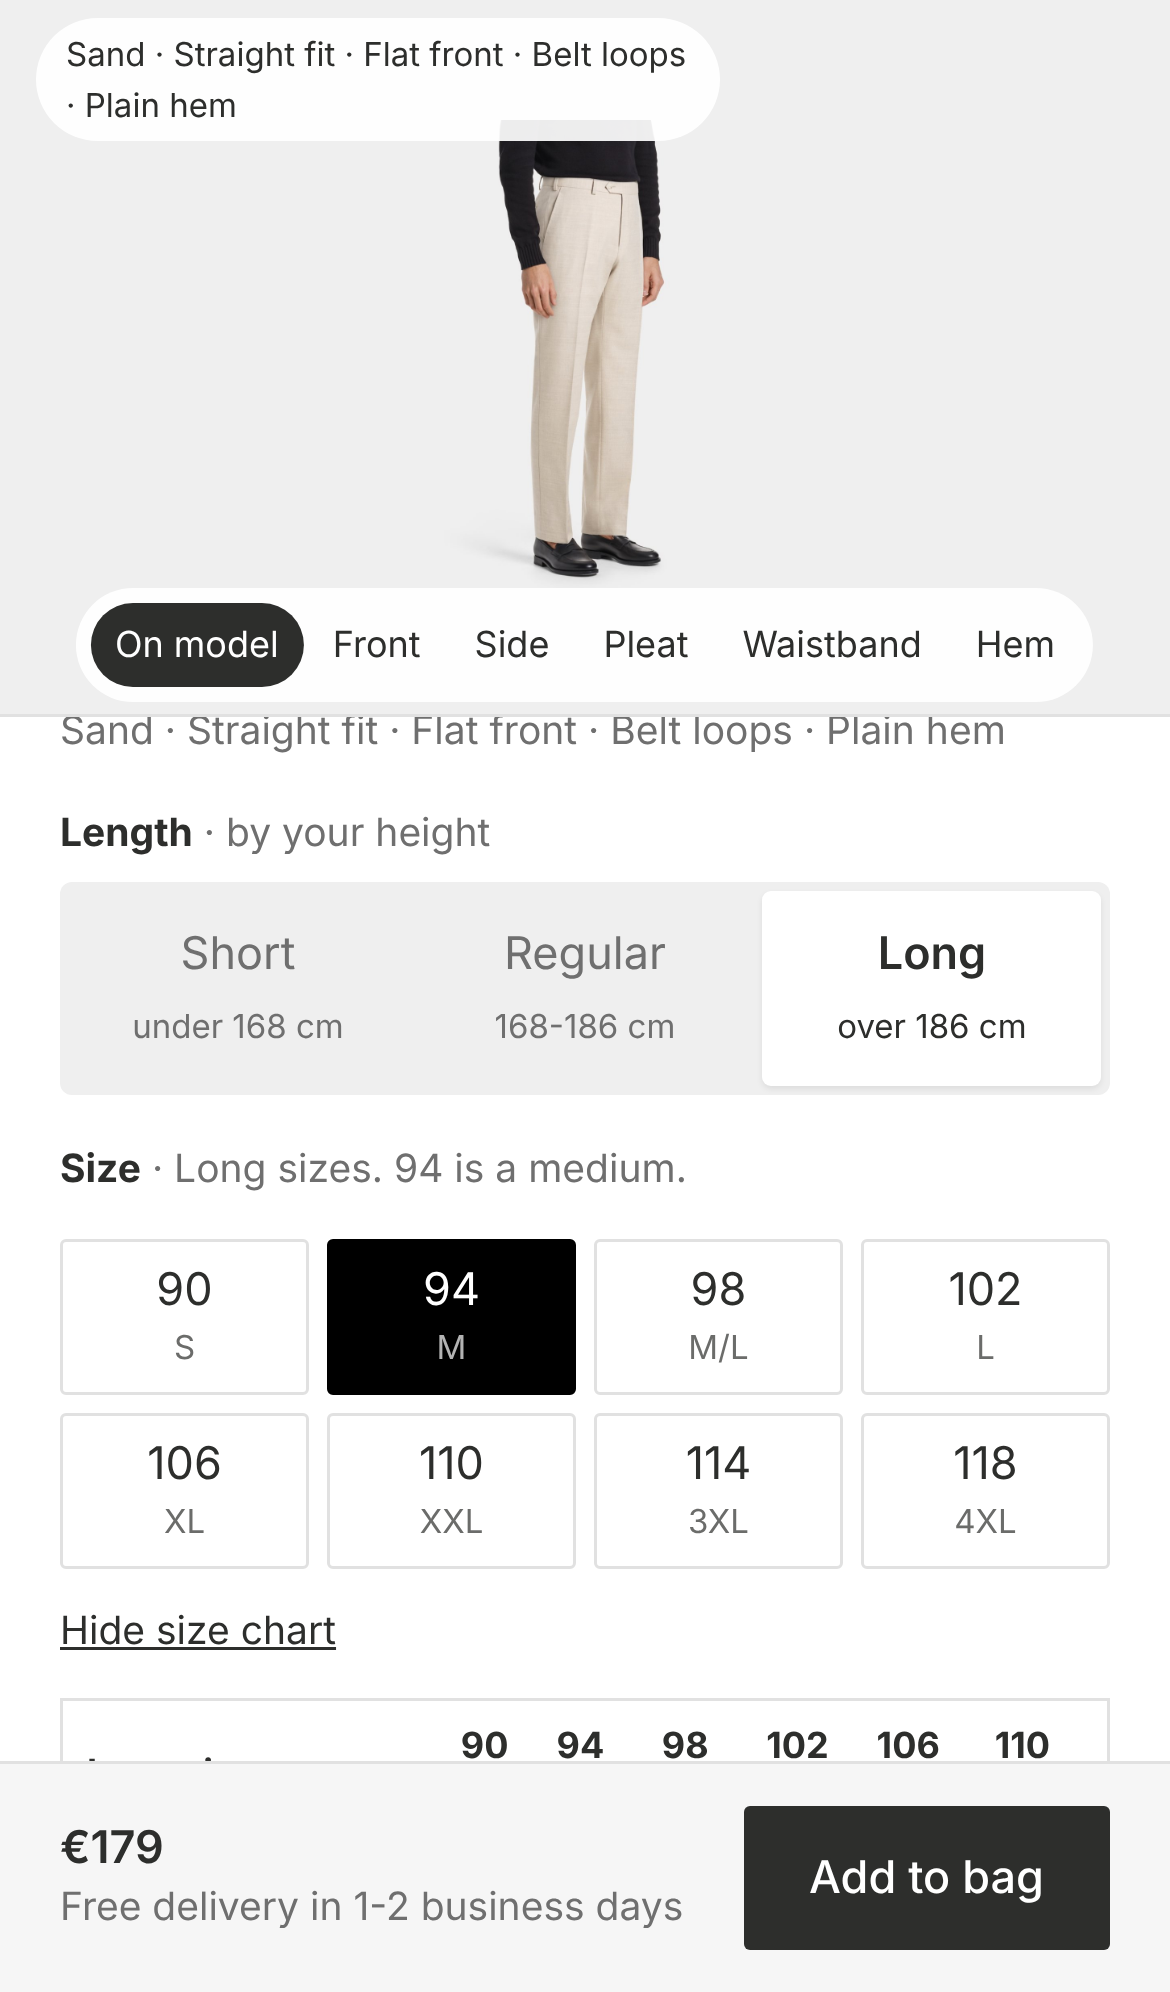 Sand · Straight fit · Flat front · Belt loops
· Plain hem
On model Front Side Pleat Waistband Hem
Sand · Straight fit · Flat front · Belt loops · Plain hem
Length · by your height
Short Regular Long
under 168 cm 168-186 cm over 186 cm
Size · Long sizes. 94 is a medium.
90 94 98 102
S M M/L L
106 110 114 118
XL XXL 3XL 4XL
Hide size chart
90 94 98 102 106 110
€179
Free delivery in 1-2 business days
Add to bag